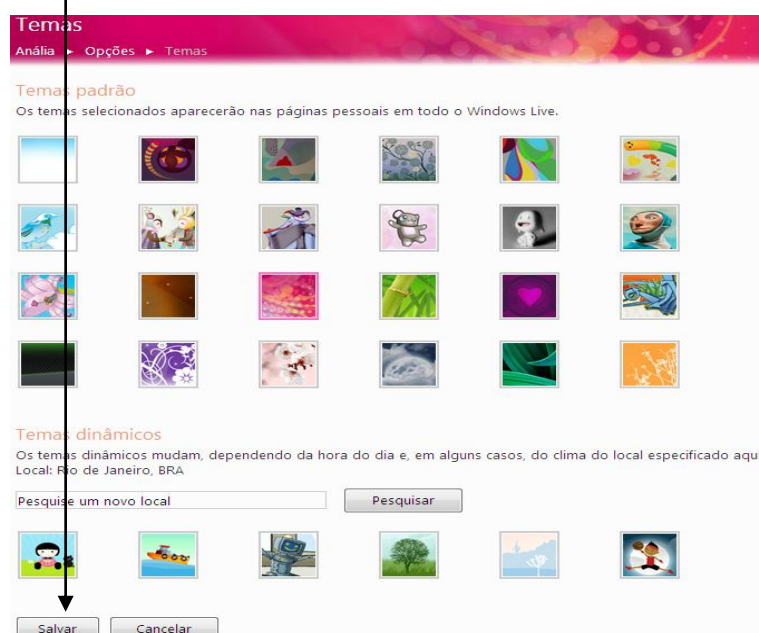 Temas
Anália ► Opções ► Temas
Temas padrão
Os temas selecionados aparecerão nas páginas pessoais em todo o Windows Live.
Temas dinâmicos
Os temas dinâmicos mudam, dependendo da hora do dia e, em alguns casos, do clima do local especificado aqu
Local: Rio de Janeiro, BRA
Pesquise um novo local Pesquisar
Salvar Cancelar